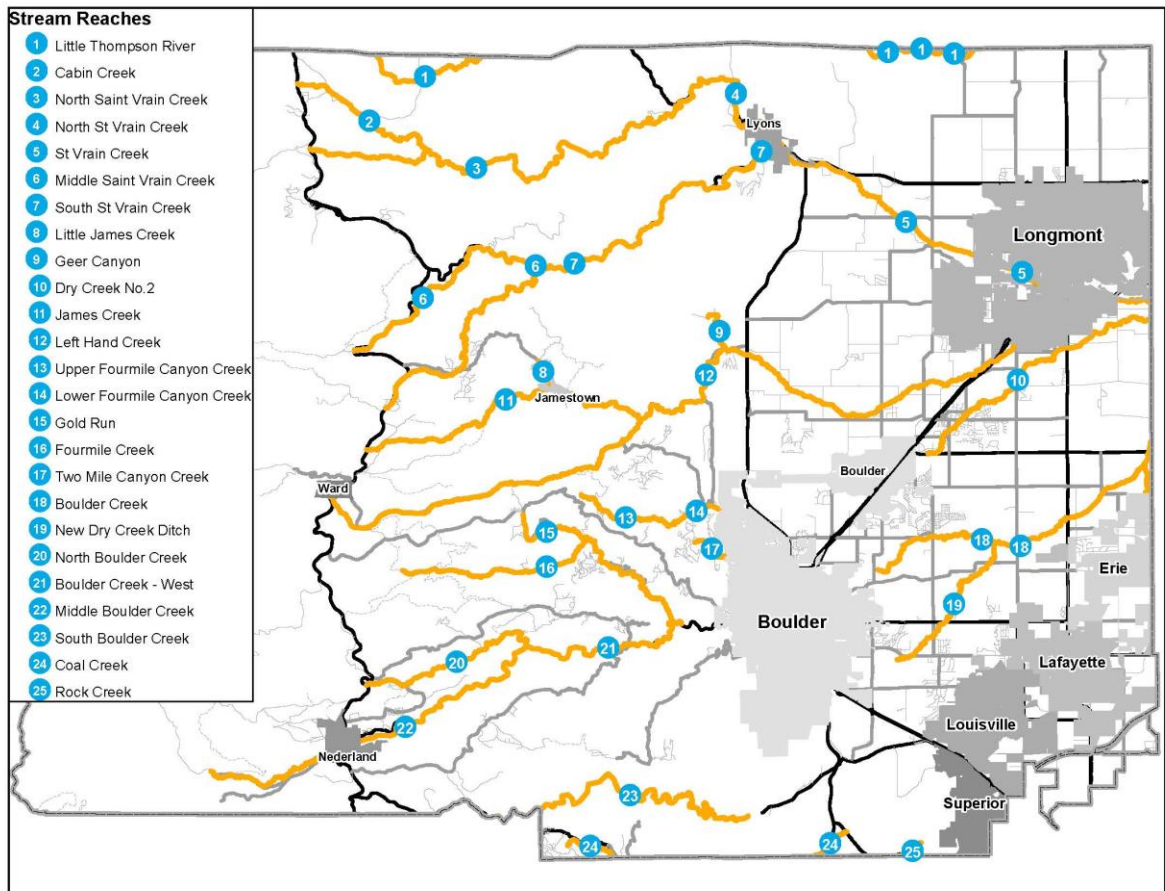 Stream Reaches
1 Little Thompson River
2 Cabin Creek
3 North Saint Vrain Creek
4 North St Vrain Creek
5 St Vrain Creek
6 Middle Saint Vrain Creek
7 South St Vrain Creek
8 Little James Creek
9 Geer Canyon
10 Dry Creek No.2
11 James Creek
12 Left Hand Creek
13 Upper Fourmile Canyon Creek
14 Lower Fourmile Canyon Creek
15 Gold Run
16 Fourmile Creek
17 Two Mile Canyon Creek
18 Boulder Creek
19 New Dry Creek Ditch
20 North Boulder Creek
21 Boulder Creek - West
22 Middle Boulder Creek
23 South Boulder Creek
24 Coal Creek
25 Rock Creek
1 1 1
1
4
2
Lyons
7
3
5
Longmont
6 7
5
6
9
8
12
10
Jamestown
11
Boulder
Ward
14
13
15
18
18
17
16
Erie
19
Boulder
21
20
Lafayette
22
Louisville
Nederland
23
Superior
24
24
25